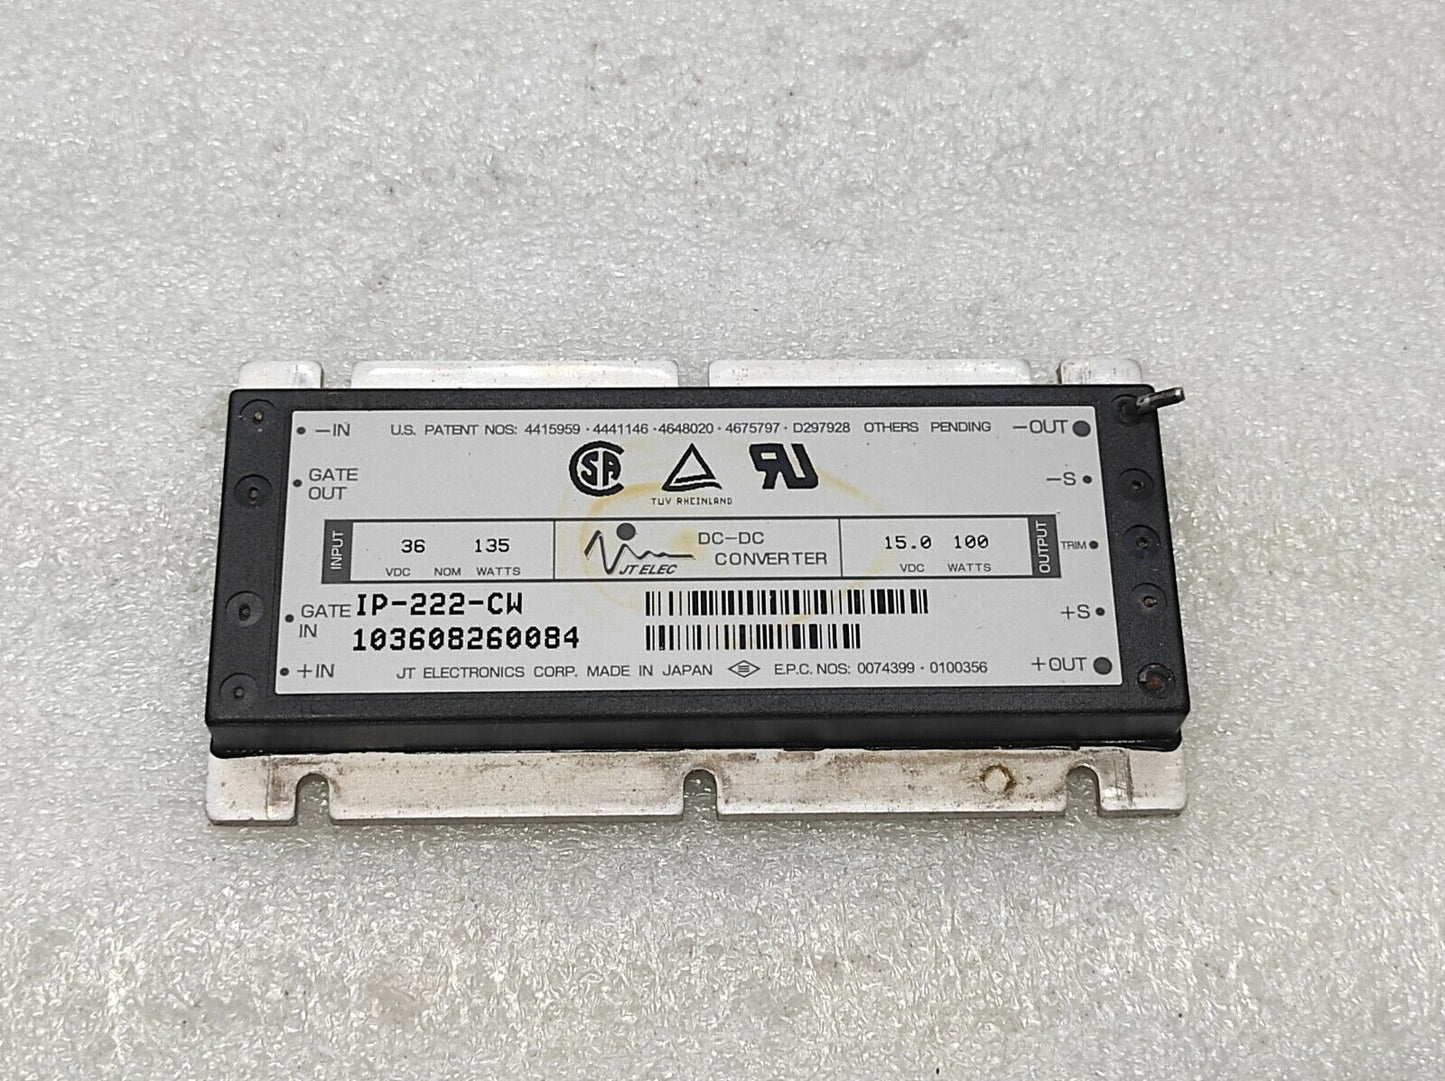 -IN U.S. PATENT NOS: 4415959 · 4441146 · 4648020 · 4675797 · D297928 OTHERS PENDING -OUT
GATE OUT
SA
TUV RHEINLAND
RU
-S
INPUT
36 135
VDC NOM WATTS
JT ELEC
DC-DC
CONVERTER
15.0 100
VDC WATTS
OUTPUT
TRIM
GATE IN
IP-222-CW
103608260084
+S
+IN JT ELECTRONICS CORP. MADE IN JAPAN E.P.C. NOS: 0074399 · 0100356 +OUT